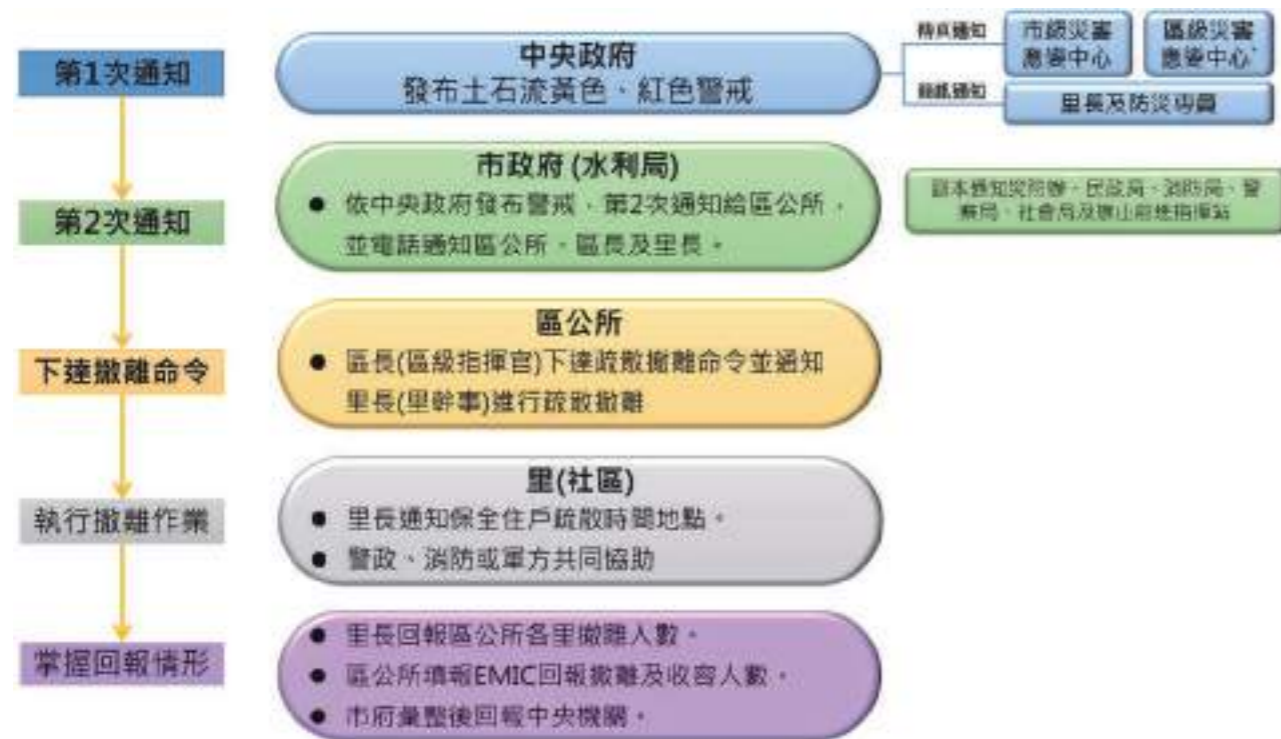 第1次通知
中央政府
發布土石流黃色、紅色警戒
傳真通知
市級災害
應變中心
區級災害
應變中心*
簡訊通知
里長及防災專員
第2次通知
市政府 (水利局)
● 依中央政府發布警戒，第2次通知給區公所，
並電話通知區公所，區長及里長。
副本通知災防辦、民政局、消防局、警
察局、社會局及旗山前進指揮站
下達撤離命令
區公所
● 區長(區級指揮官)下達疏散撤離命令並通知
里長(里幹事)進行疏散撤離
執行撤離作業
里(社區)
● 里長通知保全住戶疏散時間地點。
● 警政、消防或軍方共同協助
掌握回報情形
● 里長回報區公所各里撤離人數。
● 區公所填報EMIC回報撤離及收容人數。
● 市府彙整後回報中央機關。